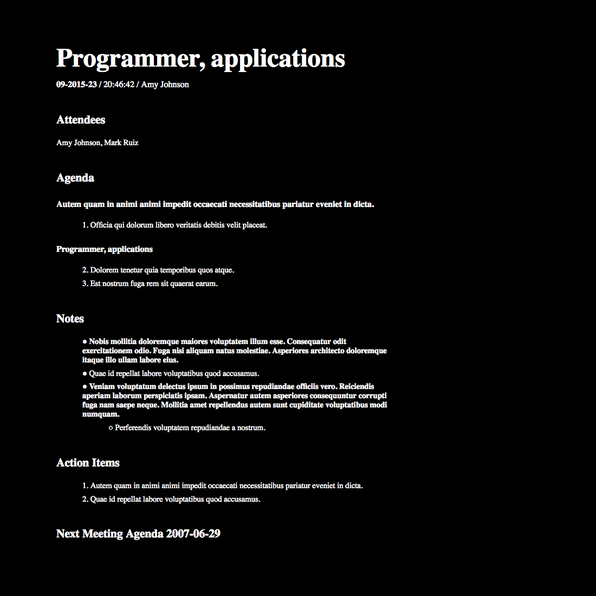 Programmer, applications
09-2015-23 / 20:46:42 / Amy Johnson
Attendees
Amy Johnson, Mark Ruiz
Agenda
Autem quam in animi animi impedit occaecati necessitatibus pariatur eveniet in dicta.
1. Officia qui dolorum libero veritatis debitis velit placeat.
Programmer, applications
2. Dolorem tenetur quia temporibus quos atque.
3. Est nostrum fuga rem sit quaerat earum.
Notes
● Nobis mollitia doloremque maiores voluptatem illum esse. Consequatur odit
exercitationem odio. Fuga nisi aliquam natus molestiae. Asperiores architecto doloremque
itaque illo ullam labore eius.
● Quae id repellat labore voluptatibus quod accusamus.
● Veniam voluptatum delectus ipsum in possimus repudiandae officiis vero. Reiciendis
aperiam laborum perspiciatis ipsam. Aspernatur autem asperiores consequuntur corrupti
fuga nam saepe neque. Mollitia amet repellendus autem sunt cupiditate voluptatibus modi
numquam.
○ Perferendis voluptatem repudiandae a nostrum.
Action Items
1. Autem quam in animi animi impedit occaecati necessitatibus pariatur eveniet in dicta.
2. Quae id repellat labore voluptatibus quod accusamus.
Next Meeting Agenda 2007-06-29